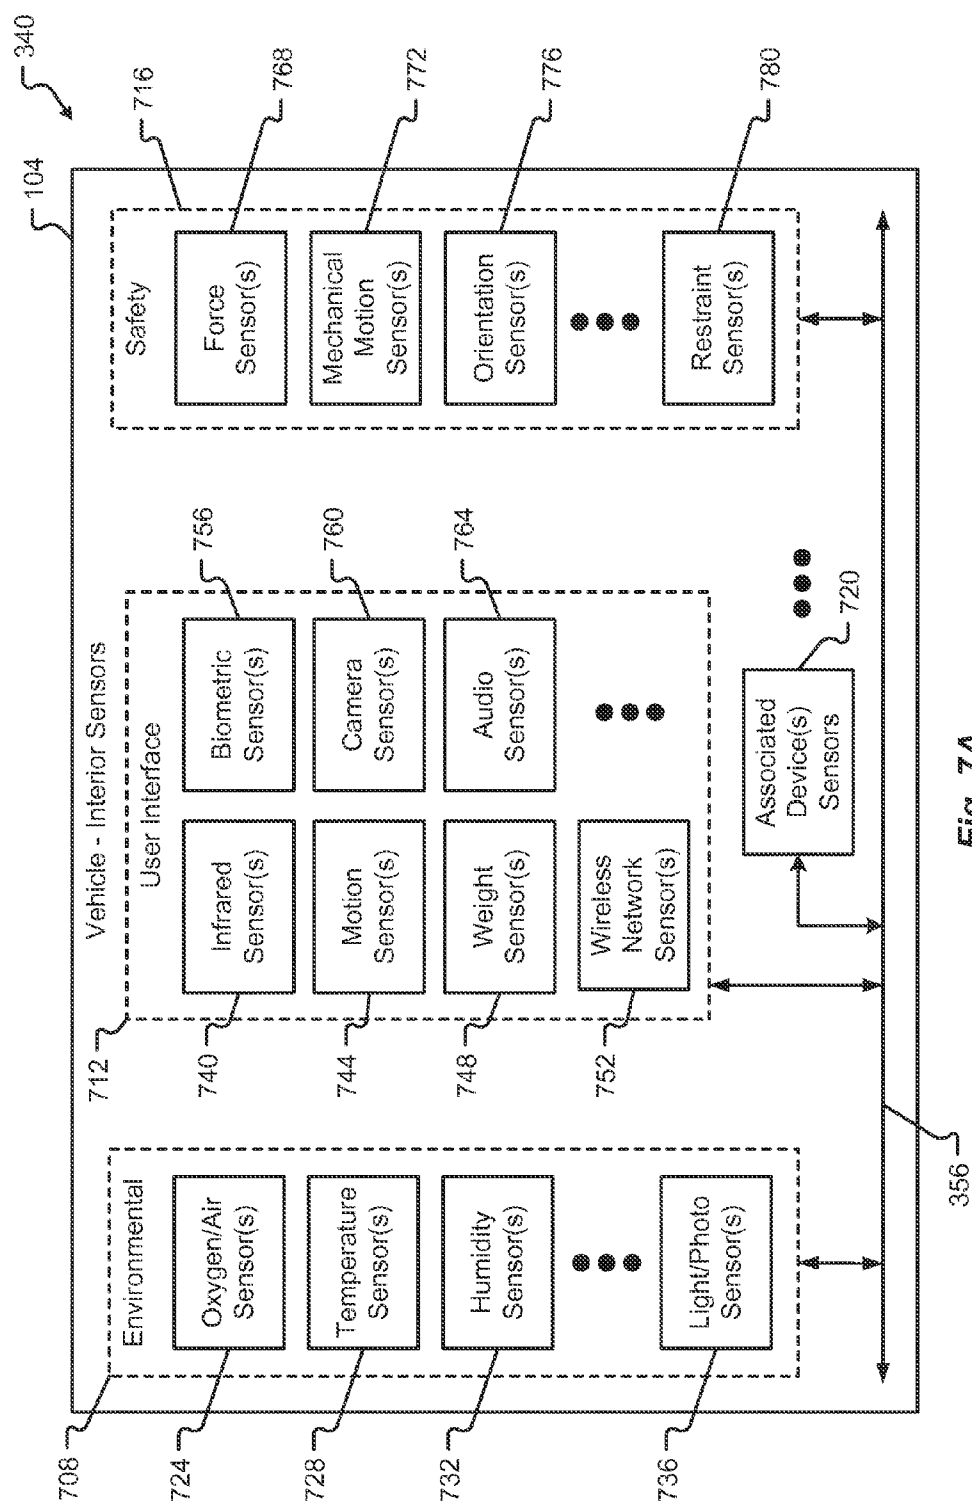 340
104
Vehicle - Interior Sensors
708
Environmental
724
Oxygen/Air
Sensor(s)
728
Temperature
Sensor(s)
732
Humidity
Sensor(s)
736
Light/Photo
Sensor(s)
712
User Interface
740
Infrared
Sensor(s)
756
Biometric
Sensor(s)
744
Motion
Sensor(s)
760
Camera
Sensor(s)
748
Weight
Sensor(s)
764
Audio
Sensor(s)
752
Wireless
Network
Sensor(s)
716
Safety
768
Force
Sensor(s)
772
Mechanical
Motion
Sensor(s)
776
Orientation
Sensor(s)
780
Restraint
Sensor(s)
720
Associated
Device(s)
Sensors
356
Fig. 7A